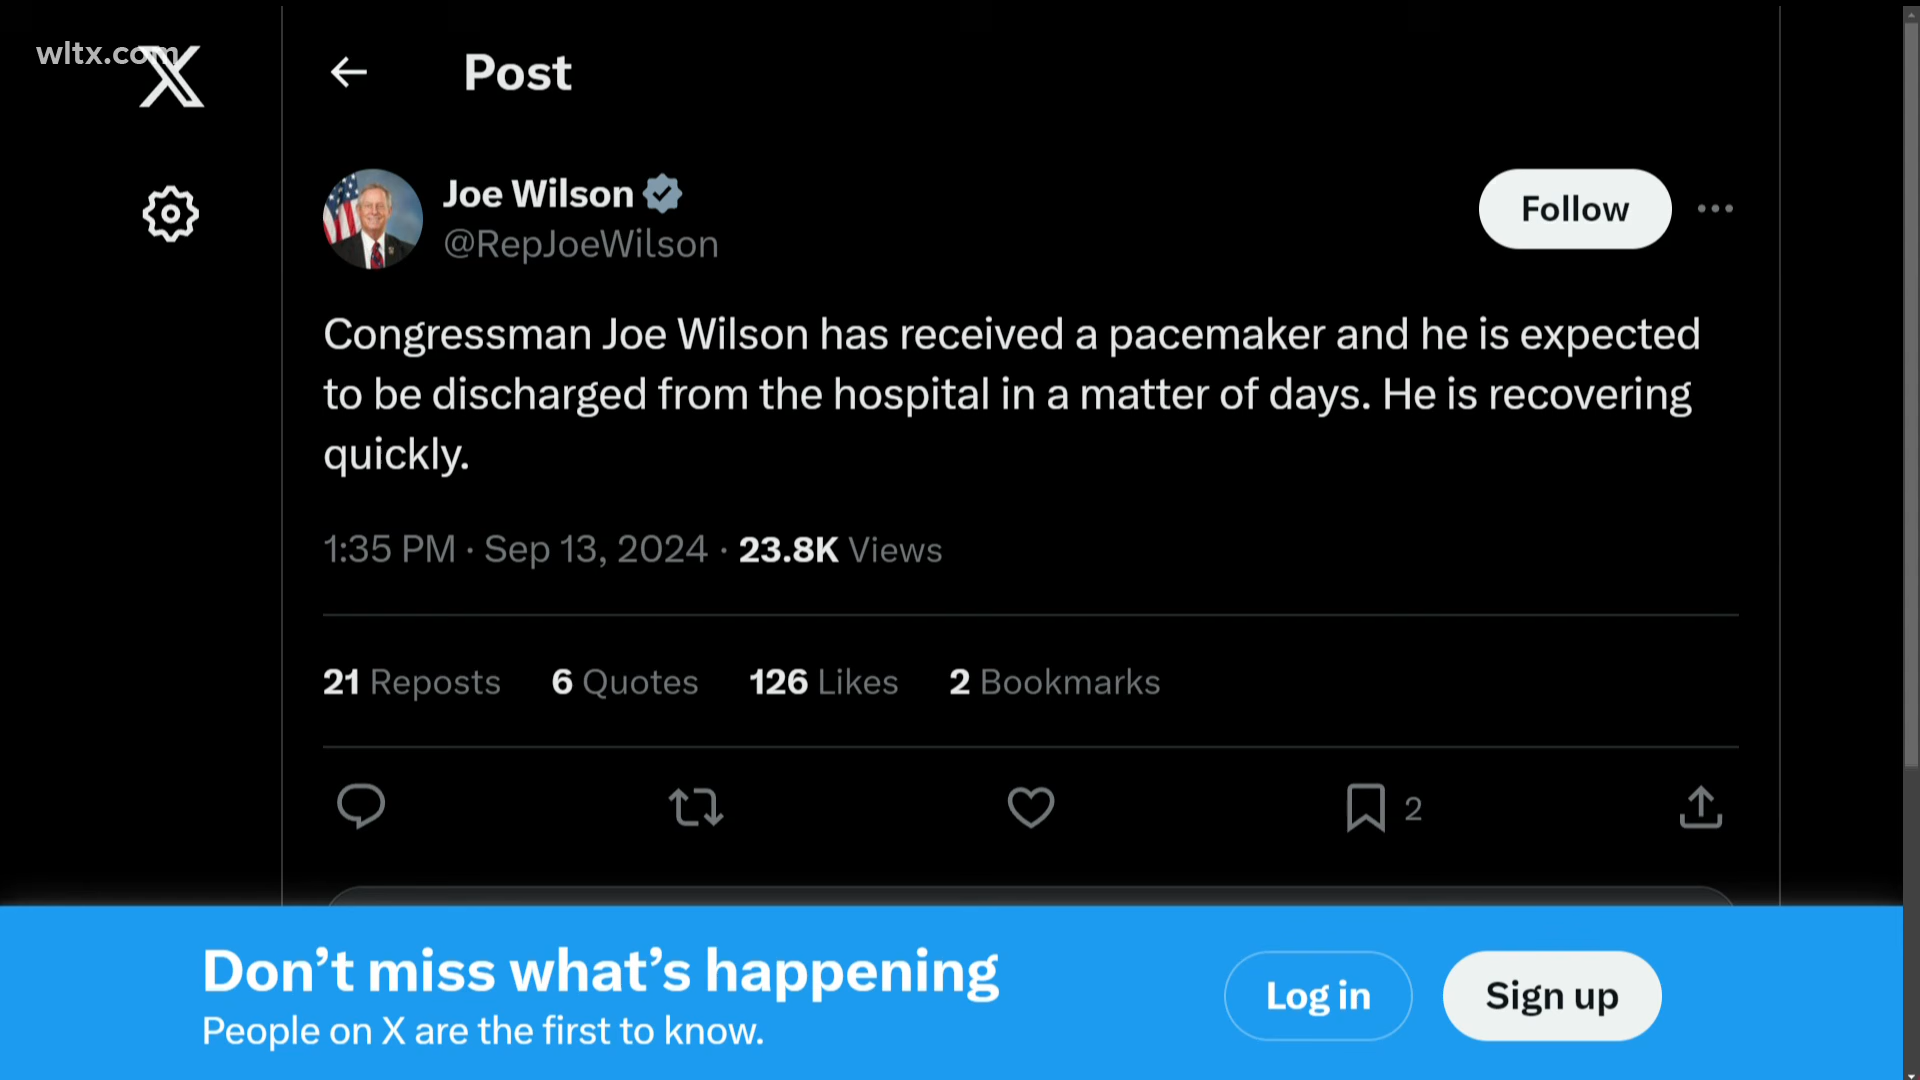 wltx.com
Post
Joe Wilson
@RepJoeWilson
Follow
Congressman Joe Wilson has received a pacemaker and he is expected
to be discharged from the hospital in a matter of days. He is recovering
quickly.
1:35 PM · Sep 13, 2024 · 23.8K Views
21 Reposts 6 Quotes 126 Likes 2 Bookmarks
2
Don’t miss what’s happening
People on X are the first to know.
Log in
Sign up